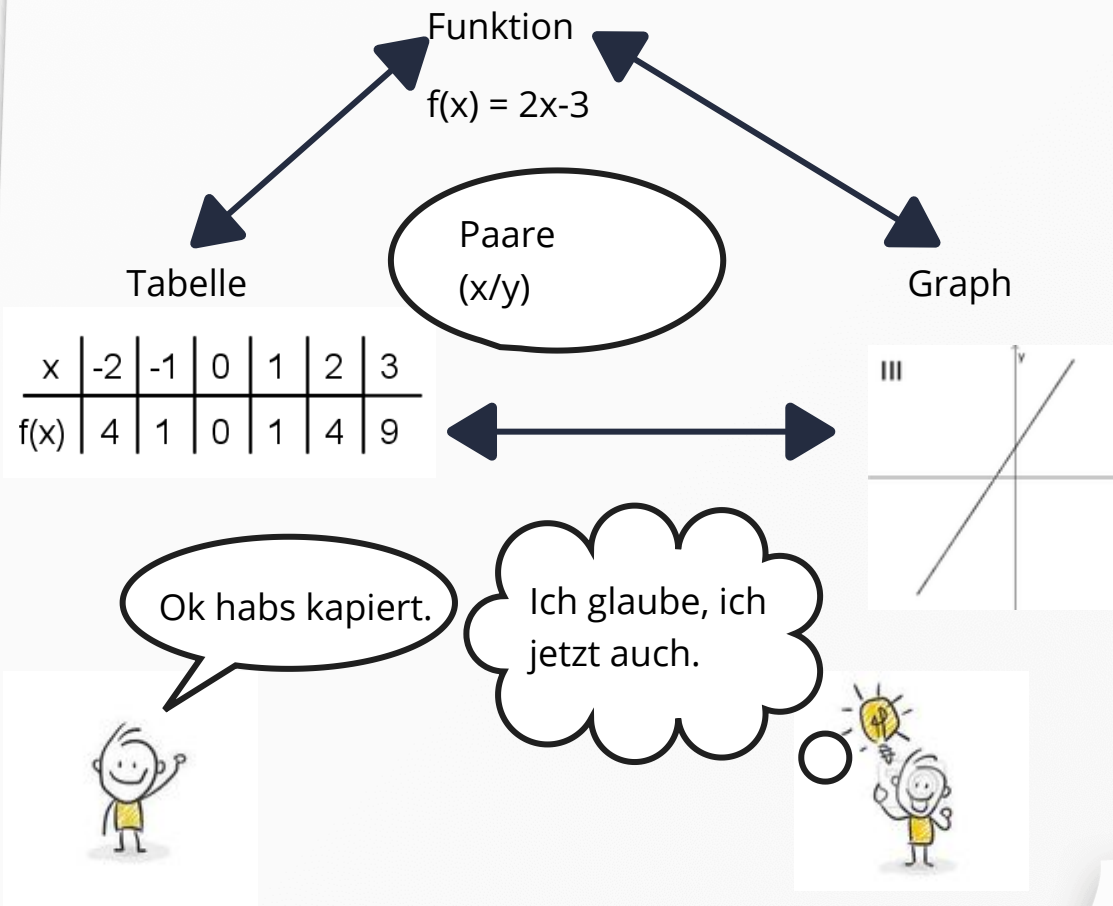 Funktion
f(x) = 2x-3
Paare
(x/y)
Tabelle
Graph
x -2 -1 0 1 2 3
f(x) 4 1 0 1 4 9
III
y
Ok habs kapiert.
Ich glaube, ich
jetzt auch.